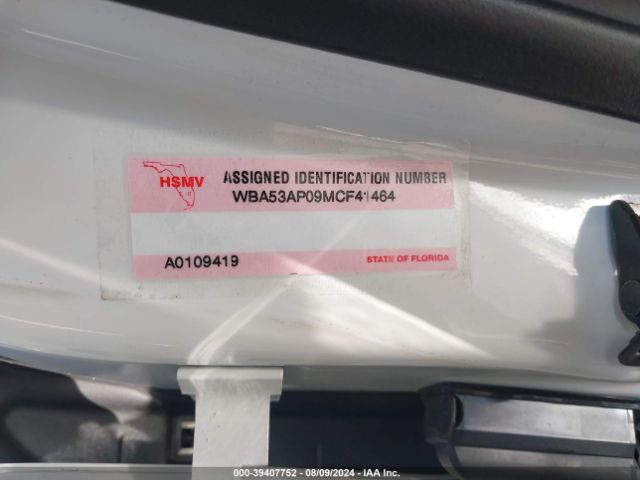 HSMV
ASSIGNED IDENTIFICATION NUMBER
WBA53AP09MCF41464
A0109419
STATE OF FLORIDA
000-39407752 - 08/09/2024 - IAA Inc.